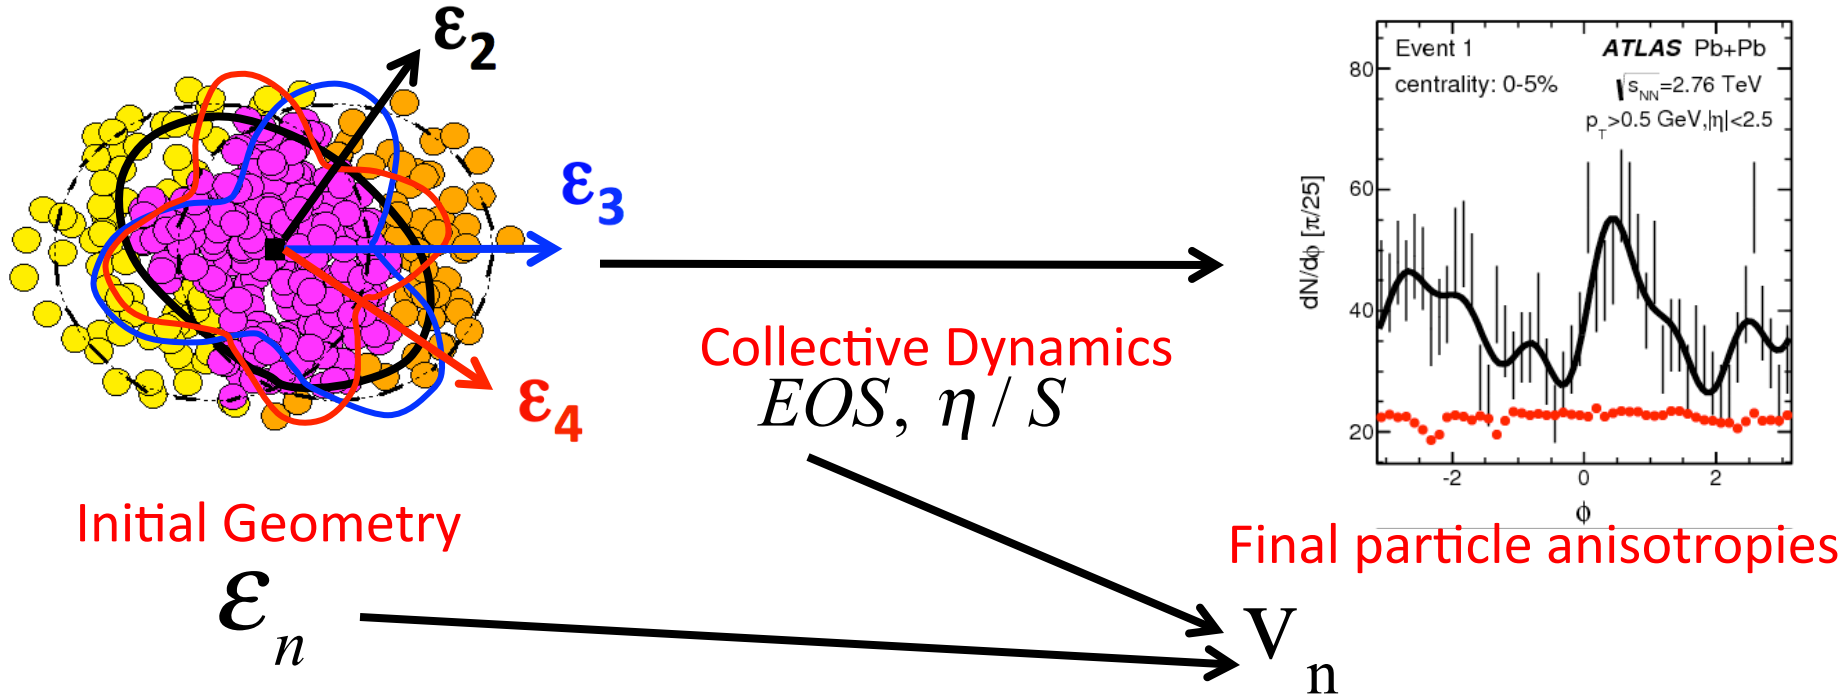 ε2
ε3
ε4
Initial Geometry
εn
Collective Dynamics
EOS, η / S
Event 1
ATLAS Pb+Pb
centrality: 0-5%
√sNN=2.76 TeV
pT>0.5 GeV,|η|<2.5
dN/dϕ [π/25]
80
60
40
20
-2 0 2
ϕ
Final particle anisotropies
vn